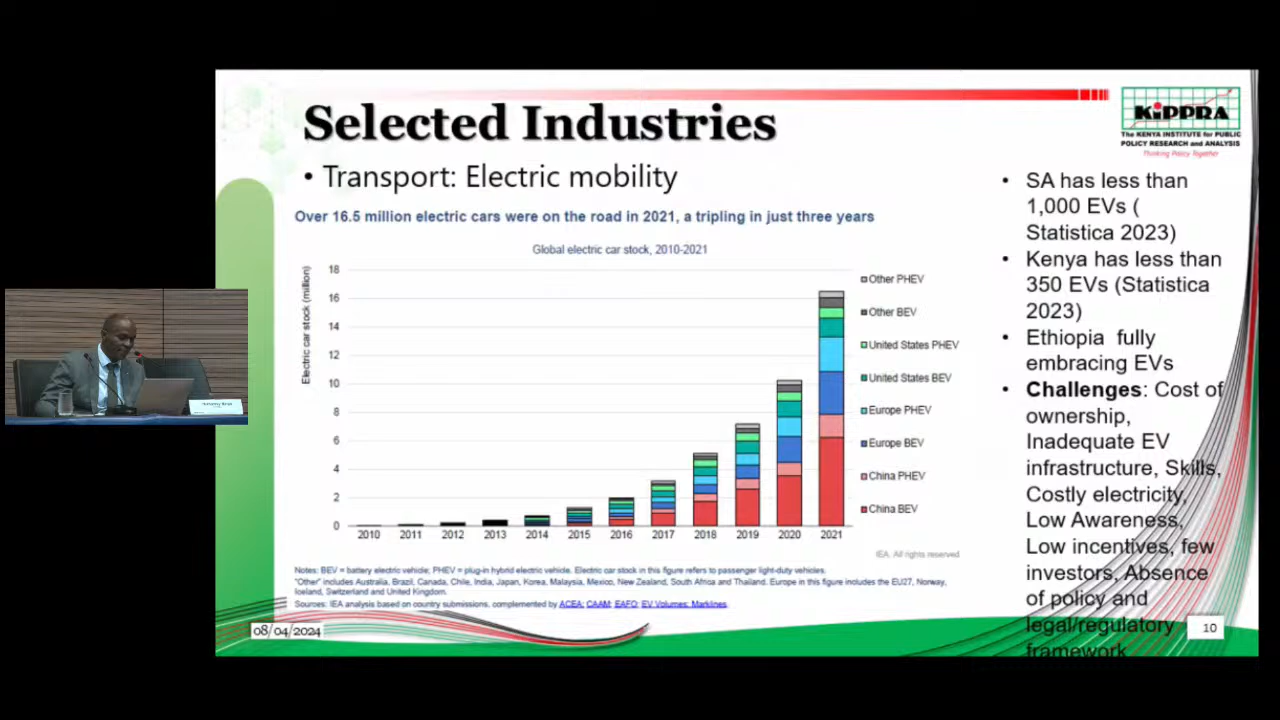 Selected Industries
KiPPRA
The KENYA INSTITUTE for PUBLIC
POLICY RESEARCH and ANALYSIS
Thinking Policy Together
• Transport: Electric mobility
Over 16.5 million electric cars were on the road in 2021, a tripling in just three years
Global electric car stock, 2010-2021
Electric car stock (million)
18
16
14
12
10
8
6
4
2
0
2010 2011 2012 2013 2014 2015 2016 2017 2018 2019 2020 2021
Other PHEV
Other BEV
United States PHEV
United States BEV
Europe PHEV
Europe BEV
China PHEV
China BEV
IEA. All rights reserved
Notes: BEV = battery electric vehicle; PHEV = plug-in hybrid electric vehicle. Electric car stock in this figure refers to passenger light-duty vehicles.
"Other" includes Australia, Brazil, Canada, Chile, India, Japan, Korea, Malaysia, Mexico, New Zealand, South Africa and Thailand. Europe in this figure includes the EU27, Norway,
Iceland, Switzerland and United Kingdom.
Sources: IEA analysis based on country submissions, complemented by ACEA; CAAM; EAFO; EV Volumes; Marklines.
• SA has less than
1,000 EVs (
Statistica 2023)
• Kenya has less than
350 EVs (Statistica
2023)
• Ethiopia fully
embracing EVs
• Challenges: Cost of
ownership,
Inadequate EV
infrastructure, Skills,
Costly electricity,
Low Awareness,
Low incentives, few
investors, Absence
of policy and
legal/regulatory
framework
08/04/2024
10